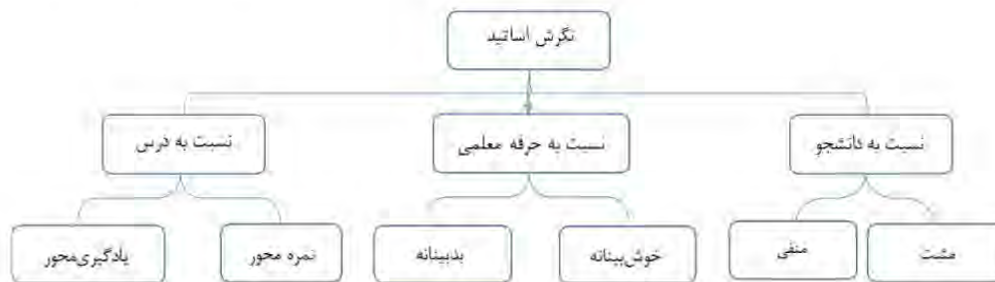 نگرش اساتید
نسبت به دانشجو
نسبت به حرفه معلمی
نسبت به درس
مثبت
منفی
خوش‌بینانه
بدبینانه
نمره محور
یادگیری‌محور